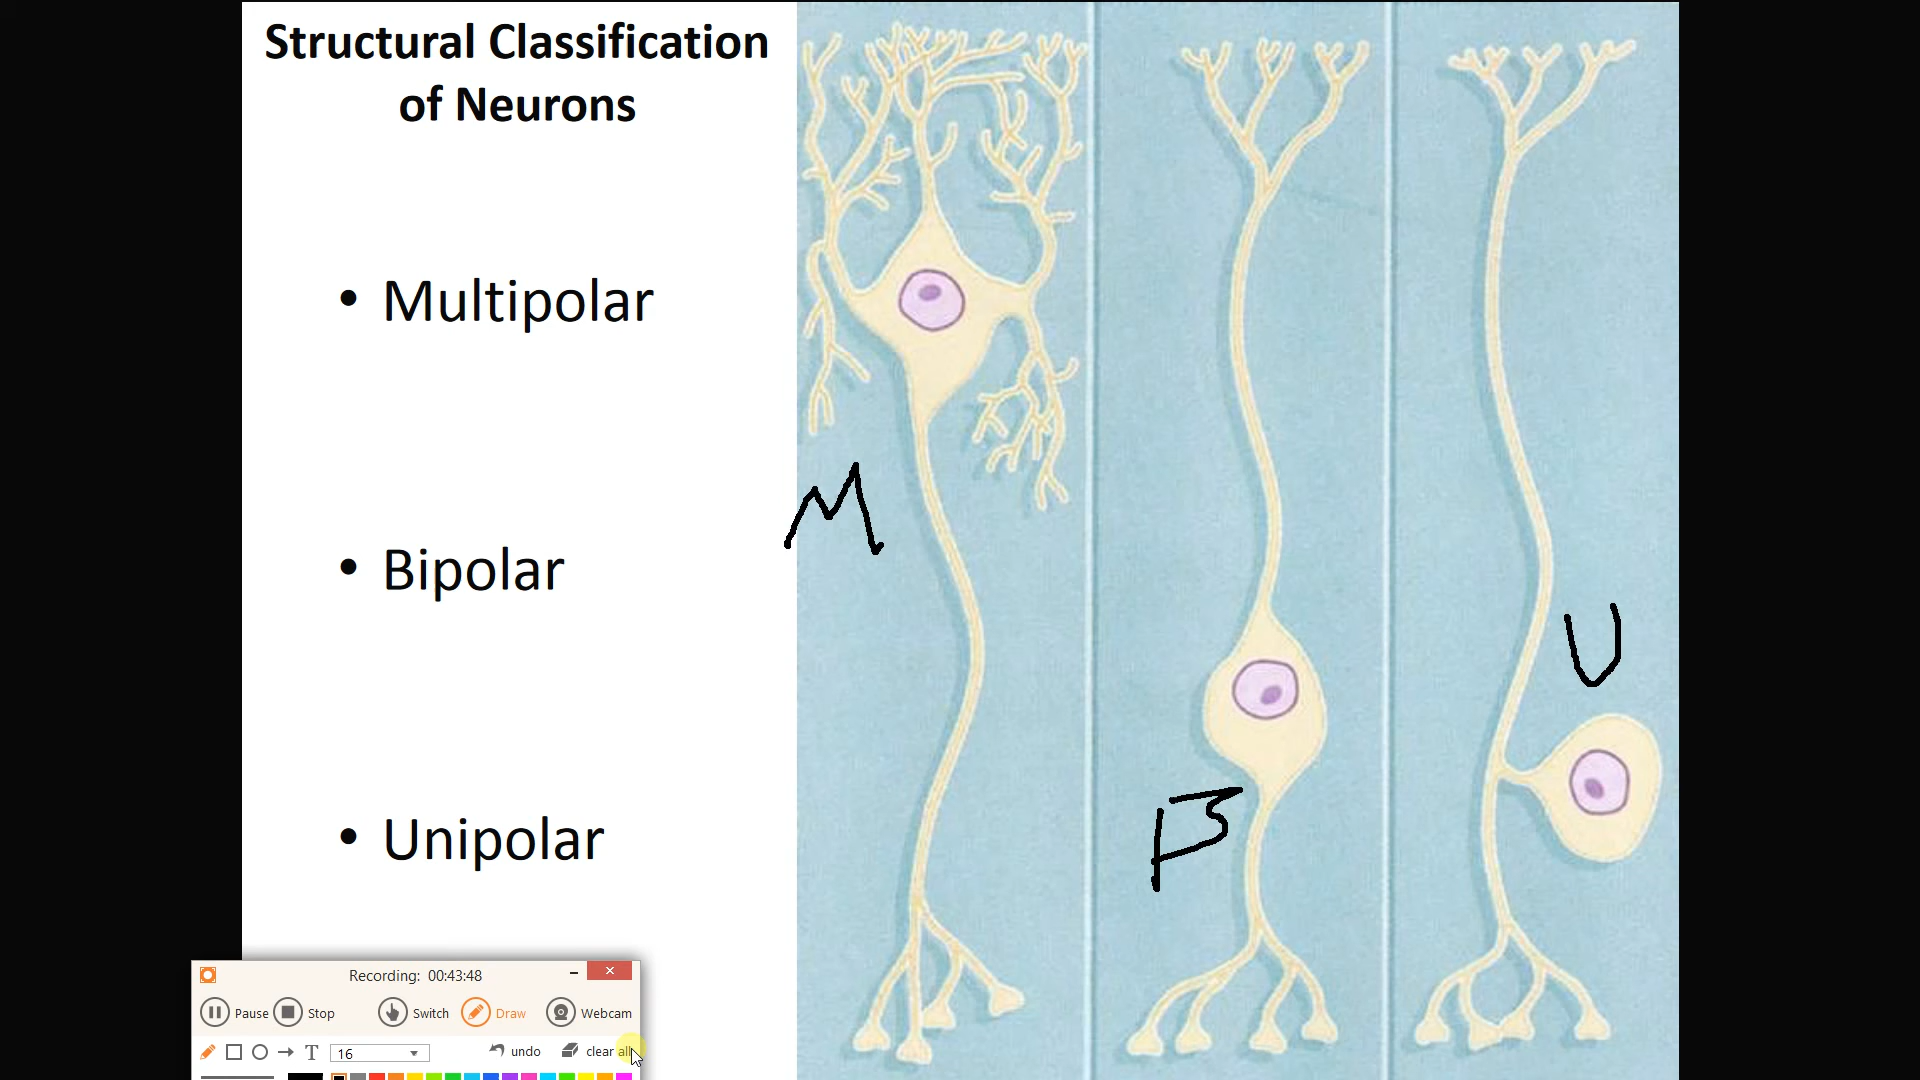 Structural Classification
of Neurons
• Multipolar
• Bipolar
• Unipolar
M
B
U
Recording: 00:43:48
Pause Stop Switch Draw Webcam
T 16 undo clear all